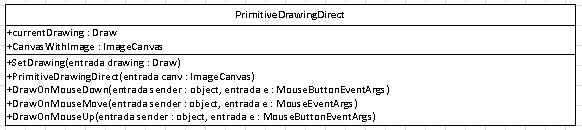 PrimitiveDrawingDirect
+currentDrawing : Draw
+CanvasWithImage : ImageCanvas
+SetDrawing(entrada drawing : Draw)
+PrimitiveDrawingDirect(entrada canv : ImageCanvas)
+DrawOnMouseDown(entrada sender : object, entrada e : MouseButtonEventArgs)
+DrawOnMouseMove(entrada sender : object, entrada e : MouseEventArgs)
+DrawOnMouseUp(entrada sender : object, entrada e : MouseButtonEventArgs)